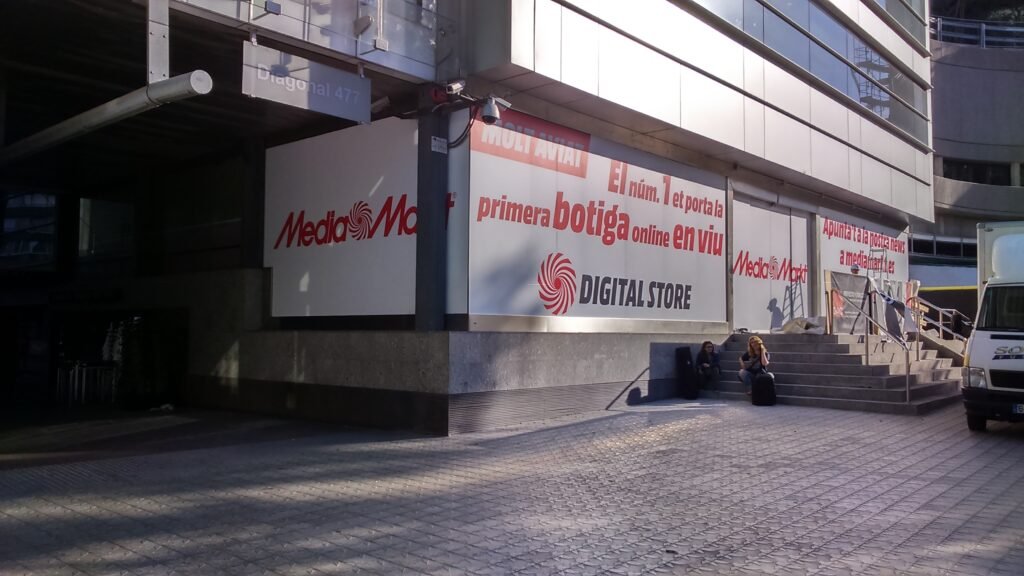 Diagonal 477
MediaMarkt
MOLT AVIAT
El núm. 1 et porta la
primera botiga online en viu
DIGITAL STORE
MediaMarkt
Apunta't a la nostra news
a mediamarkt.es